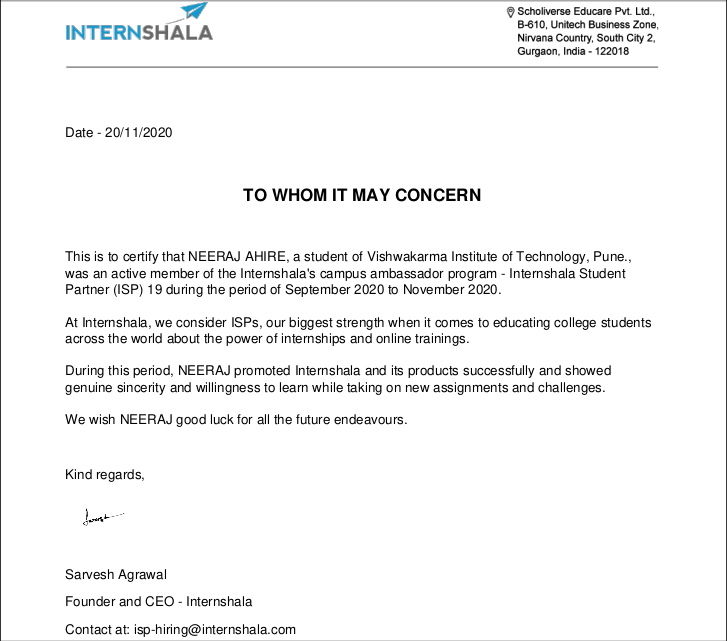 INTERNSHALA
Scholiverse Educare Pvt. Ltd.,
B-610, Unitech Business Zone,
Nirvana Country, South City 2,
Gurgaon, India - 122018
Date - 20/11/2020
TO WHOM IT MAY CONCERN
This is to certify that NEERAJ AHIRE, a student of Vishwakarma Institute of Technology, Pune.,
was an active member of the Internshala's campus ambassador program - Internshala Student
Partner (ISP) 19 during the period of September 2020 to November 2020.
At Internshala, we consider ISPs, our biggest strength when it comes to educating college students
across the world about the power of internships and online trainings.
During this period, NEERAJ promoted Internshala and its products successfully and showed
genuine sincerity and willingness to learn while taking on new assignments and challenges.
We wish NEERAJ good luck for all the future endeavours.
Kind regards,
Sarvesh Agrawal
Founder and CEO - Internshala
Contact at: isp-hiring@internshala.com